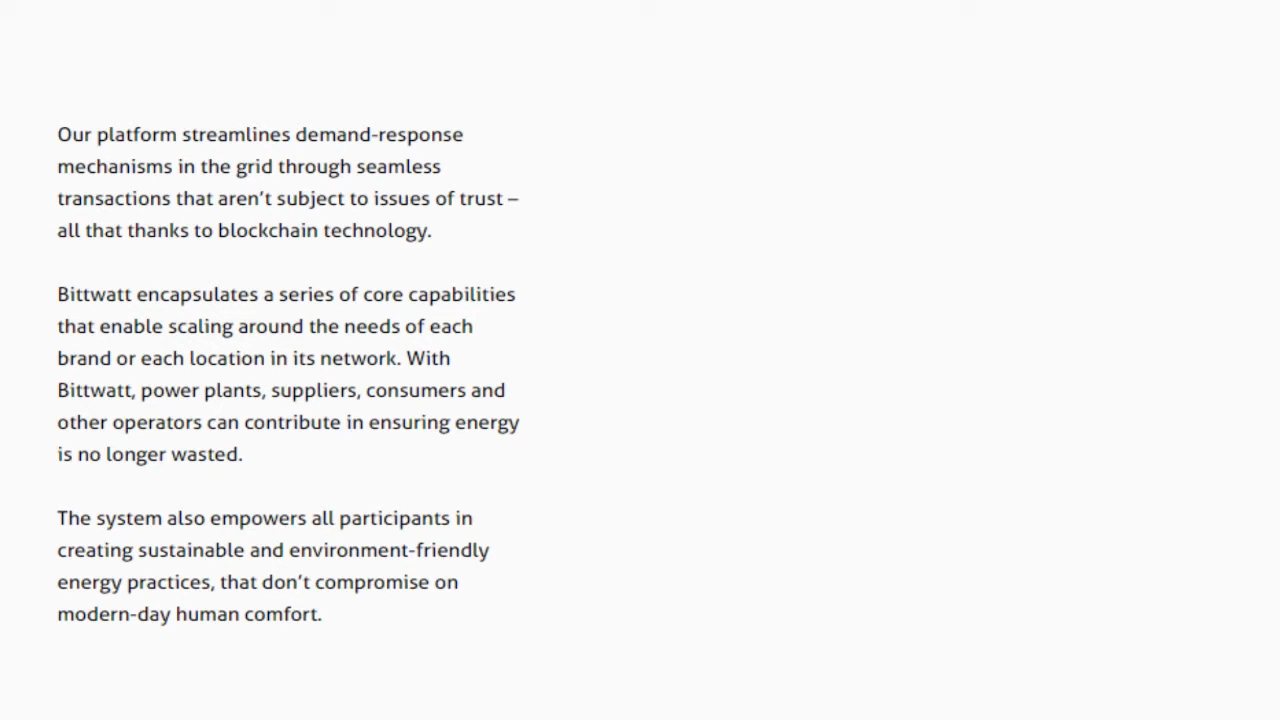 Our platform streamlines demand-response
mechanisms in the grid through seamless
transactions that aren’t subject to issues of trust –
all that thanks to blockchain technology.
Bittwatt encapsulates a series of core capabilities
that enable scaling around the needs of each
brand or each location in its network. With
Bittwatt, power plants, suppliers, consumers and
other operators can contribute in ensuring energy
is no longer wasted.
The system also empowers all participants in
creating sustainable and environment-friendly
energy practices, that don’t compromise on
modern-day human comfort.